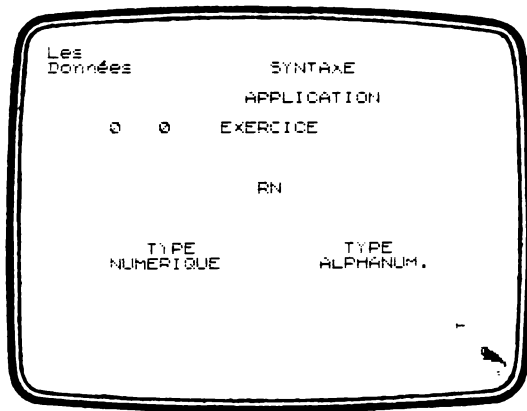 Les
Données SYNTAXE
APPLICATION
0 0 EXERCICE
RN
TYPE TYPE
NUMERIQUE ALPHANUM.